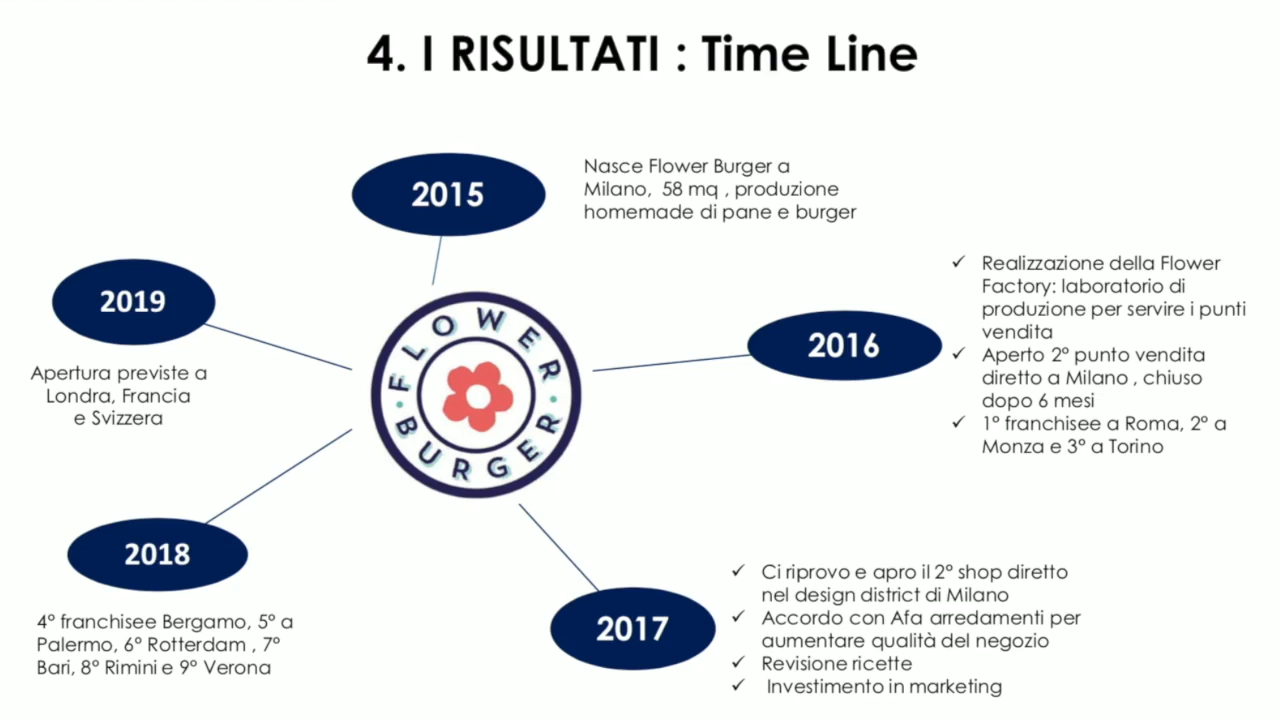 4. I RISULTATI : Time Line
2015
Nasce Flower Burger a
Milano,  58 mq , produzione
homemade di pane e burger
2016
✓ Realizzazione della Flower
Factory: laboratorio di
produzione per servire i punti
vendita
✓ Aperto 2° punto vendita
diretto a Milano , chiuso
dopo 6 mesi
✓ 1° franchisee a Roma, 2° a
Monza e 3° a Torino
2019
Apertura previste a
Londra, Francia
e Svizzera
FLOWER
BURGER
2018
4° franchisee Bergamo, 5° a
Palermo, 6° Rotterdam , 7°
Bari, 8° Rimini e 9° Verona
2017
✓ Ci riprovo e apro il 2° shop diretto
nel design district di Milano
✓ Accordo con Afa arredamenti per
aumentare qualità del negozio
✓ Revisione ricette
✓ Investimento in marketing